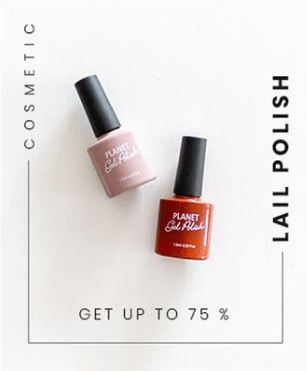 COSMETIC
LAIL POLISH
PLANET
Gel Polish
PLANET
Gel Polish
GET UP TO 75 %